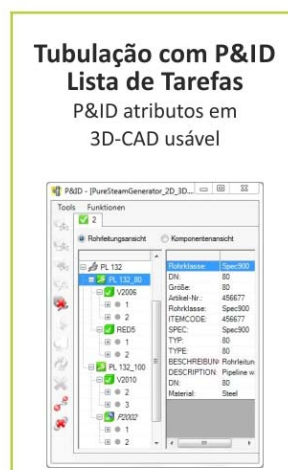 Tubulação com P&ID
Lista de Tarefas
P&ID atributos em
3D-CAD usável
P&ID - [PureSteamGenerator_2D_3D...
Tools Funktionen
2
Rohrleitungsansicht Komponentenansicht
PL 132
PL 132_80
V2006
1
2
RED5
1
2
PL 132_100
V2010
2
3
P2002
1
2
Rohrklasse: Spec900
DN: 80
Größe: 80
Artikel-Nr.: 456677
Rohrklasse: Spec900
ITEMCODE: 456677
SPEC: Spec900
TYP: 80
TYPE: 80
BESCHREIBUN Rohrleitun
DESCRIPTION: Pipeline w
DN: 80
Material: Steel